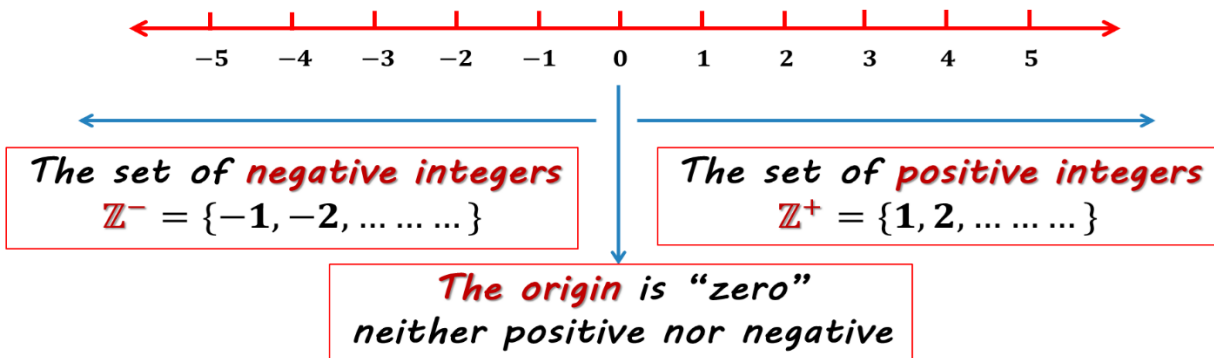 −5 −4 −3 −2 −1 0 1 2 3 4 5
The set of negative integers
ℤ⁻ = {−1, −2, … … … }
The set of positive integers
ℤ⁺ = {1, 2, … … … }
The origin is “zero”
neither positive nor negative